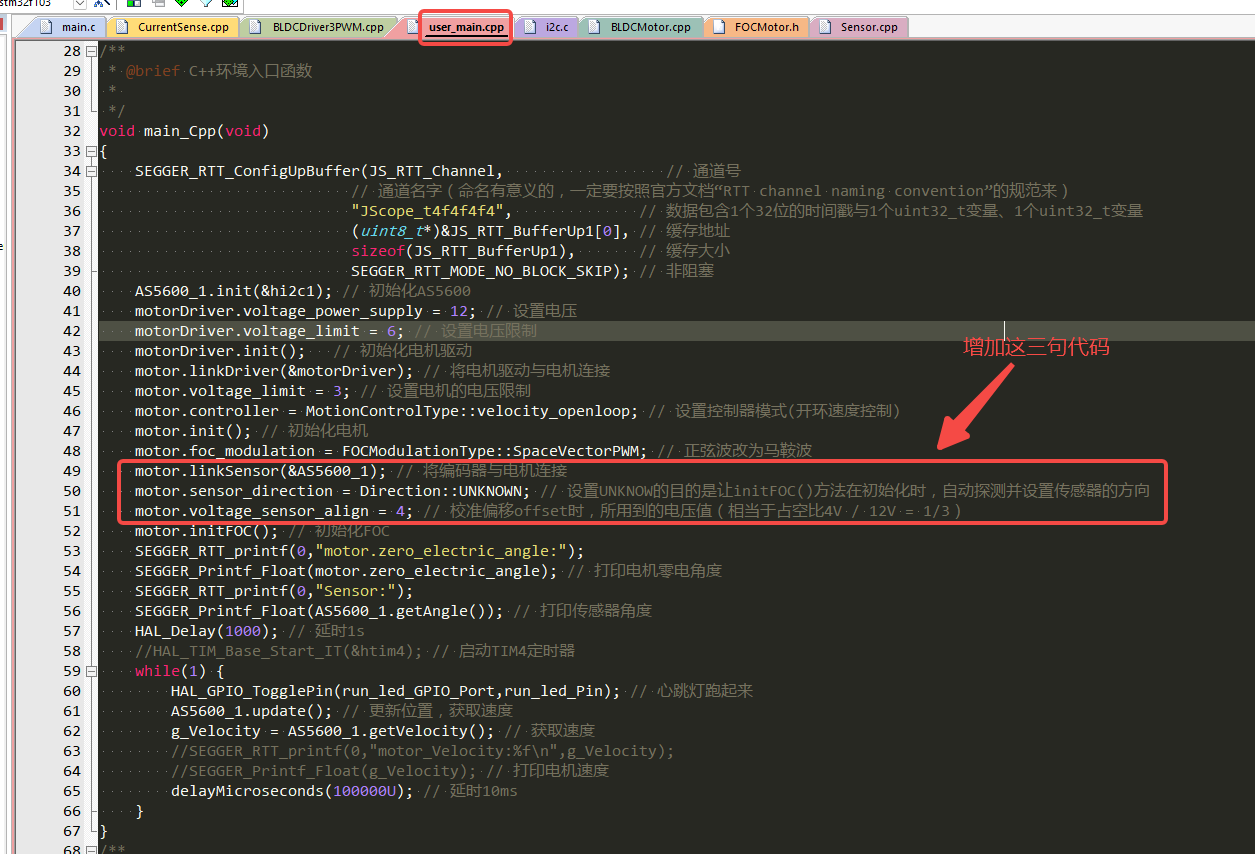 stm32f103
main.c CurrentSense.cpp BLDCDriver3PWM.cpp user_main.cpp i2c.c BLDCMotor.cpp FOCMotor.h Sensor.cpp
28 /**
29 * @brief C++环境入口函数
30 *
31 */
32 void main_Cpp(void)
33 {
34 SEGGER_RTT_ConfigUpBuffer(JS_RTT_Channel, // 通道号
35 // 通道名字(命名有意义的,一定要按照官方文档“RTT channel naming convention”的规范来)
36 "JScope_t4f4f4f4", // 数据包含1个32位的时间戳与1个uint32_t变量、1个uint32_t变量
37 (uint8_t*)&JS_RTT_BufferUp1[0], // 缓存地址
38 sizeof(JS_RTT_BufferUp1), // 缓存大小
39 SEGGER_RTT_MODE_NO_BLOCK_SKIP); // 非阻塞
40 AS5600_1.init(&hi2c1); // 初始化AS5600
41 motorDriver.voltage_power_supply = 12; // 设置电压
42 motorDriver.voltage_limit = 6; // 设置电压限制
43 motorDriver.init(); // 初始化电机驱动
增加这三句代码
44 motor.linkDriver(&motorDriver); // 将电机驱动与电机连接
45 motor.voltage_limit = 3; // 设置电机的电压限制
46 motor.controller = MotionControlType::velocity_openloop; // 设置控制器模式(开环速度控制)
47 motor.init(); // 初始化电机
48 motor.foc_modulation = FOCModulationType::SpaceVectorPWM; // 正弦波改为马鞍波
49 motor.linkSensor(&AS5600_1); // 将编码器与电机连接
50 motor.sensor_direction = Direction::UNKNOWN; // 设置UNKNOW的目的是让initFOC()方法在初始化时,自动探测并设置传感器的方向
51 motor.voltage_sensor_align = 4; // 校准偏移offset时,所用到的电压值(相当于占空比4V / 12V = 1/3)
52 motor.initFOC(); // 初始化FOC
53 SEGGER_RTT_printf(0,"motor.zero_electric_angle:");
54 SEGGER_Printf_Float(motor.zero_electric_angle); // 打印电机零电角度
55 SEGGER_RTT_printf(0,"Sensor:");
56 SEGGER_Printf_Float(AS5600_1.getAngle()); // 打印传感器角度
57 HAL_Delay(1000); // 延时1s
58 //HAL_TIM_Base_Start_IT(&htim4); // 启动TIM4定时器
59 while(1) {
60 HAL_GPIO_TogglePin(run_led_GPIO_Port,run_led_Pin); // 心跳灯跑起来
61 AS5600_1.update(); // 更新位置,获取速度
62 g_Velocity = AS5600_1.getVelocity(); // 获取速度
63 //SEGGER_RTT_printf(0,"motor_Velocity:%f\n",g_Velocity);
64 //SEGGER_Printf_Float(g_Velocity); // 打印电机速度
65 delayMicroseconds(100000U); // 延时10ms
66 }
67 }
68 /**